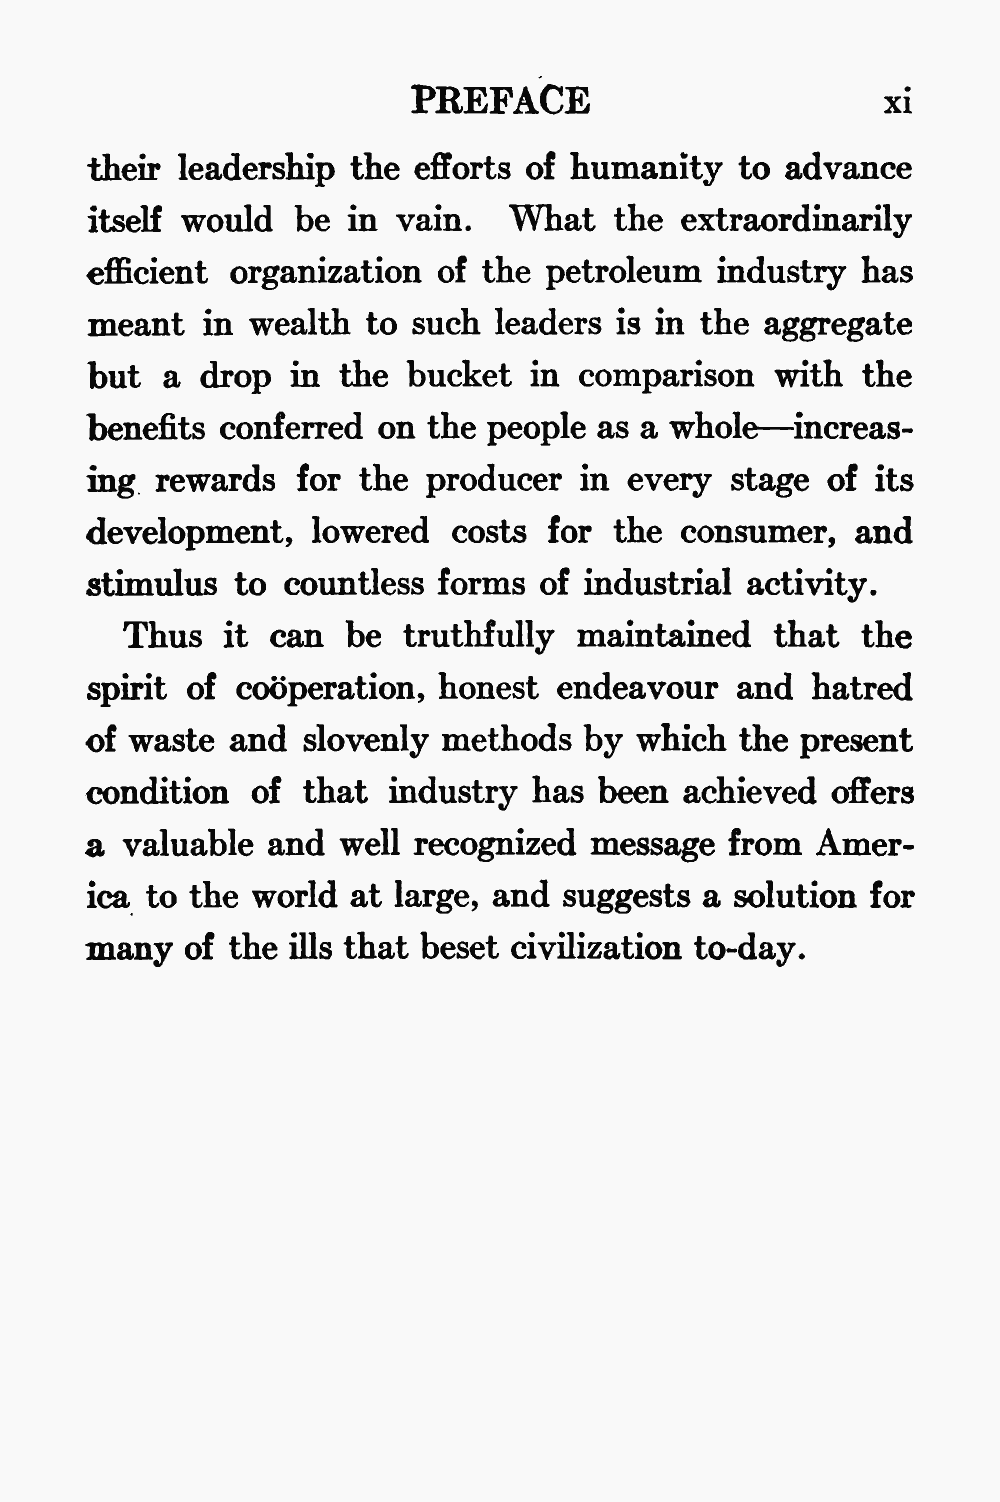 PREFACE xi
their leadership the efforts of humanity to advance
itself would be in vain. What the extraordinarily
efficient organization of the petroleum industry has
meant in wealth to such leaders is in the aggregate
but a drop in the bucket in comparison with the
benefits conferred on the people as a whole—increas-
ing rewards for the producer in every stage of its
development, lowered costs for the consumer, and
stimulus to countless forms of industrial activity.
Thus it can be truthfully maintained that the
spirit of coöperation, honest endeavour and hatred
of waste and slovenly methods by which the present
condition of that industry has been achieved offers
a valuable and well recognized message from Amer-
ica to the world at large, and suggests a solution for
many of the ills that beset civilization to-day.